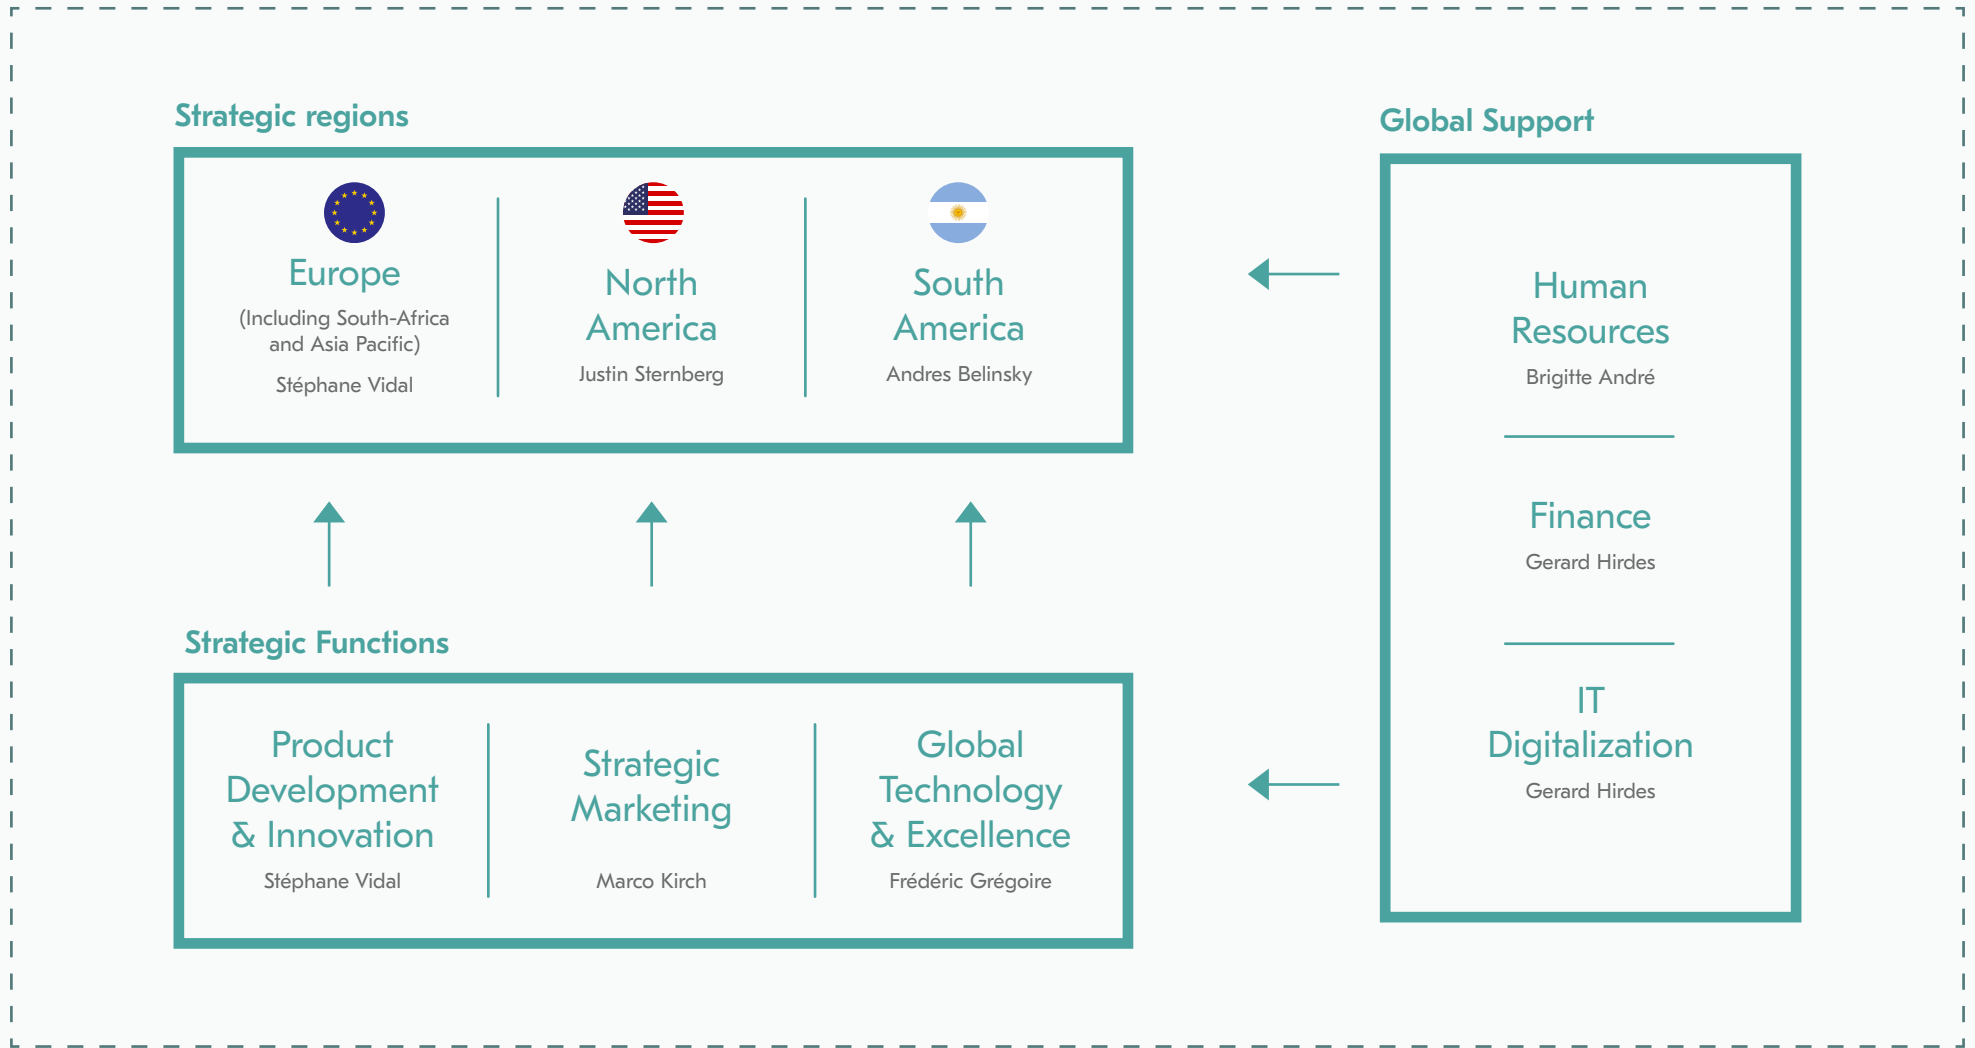 Strategic regions
Europe
(Including South-Africa
and Asia Pacific)
Stéphane Vidal
North
America
Justin Sternberg
South
America
Andres Belinsky
Strategic Functions
Product
Development
& Innovation
Stéphane Vidal
Strategic
Marketing
Marco Kirch
Global
Technology
& Excellence
Frédéric Grégoire
Global Support
Human
Resources
Brigitte André
Finance
Gerard Hirdes
IT
Digitalization
Gerard Hirdes